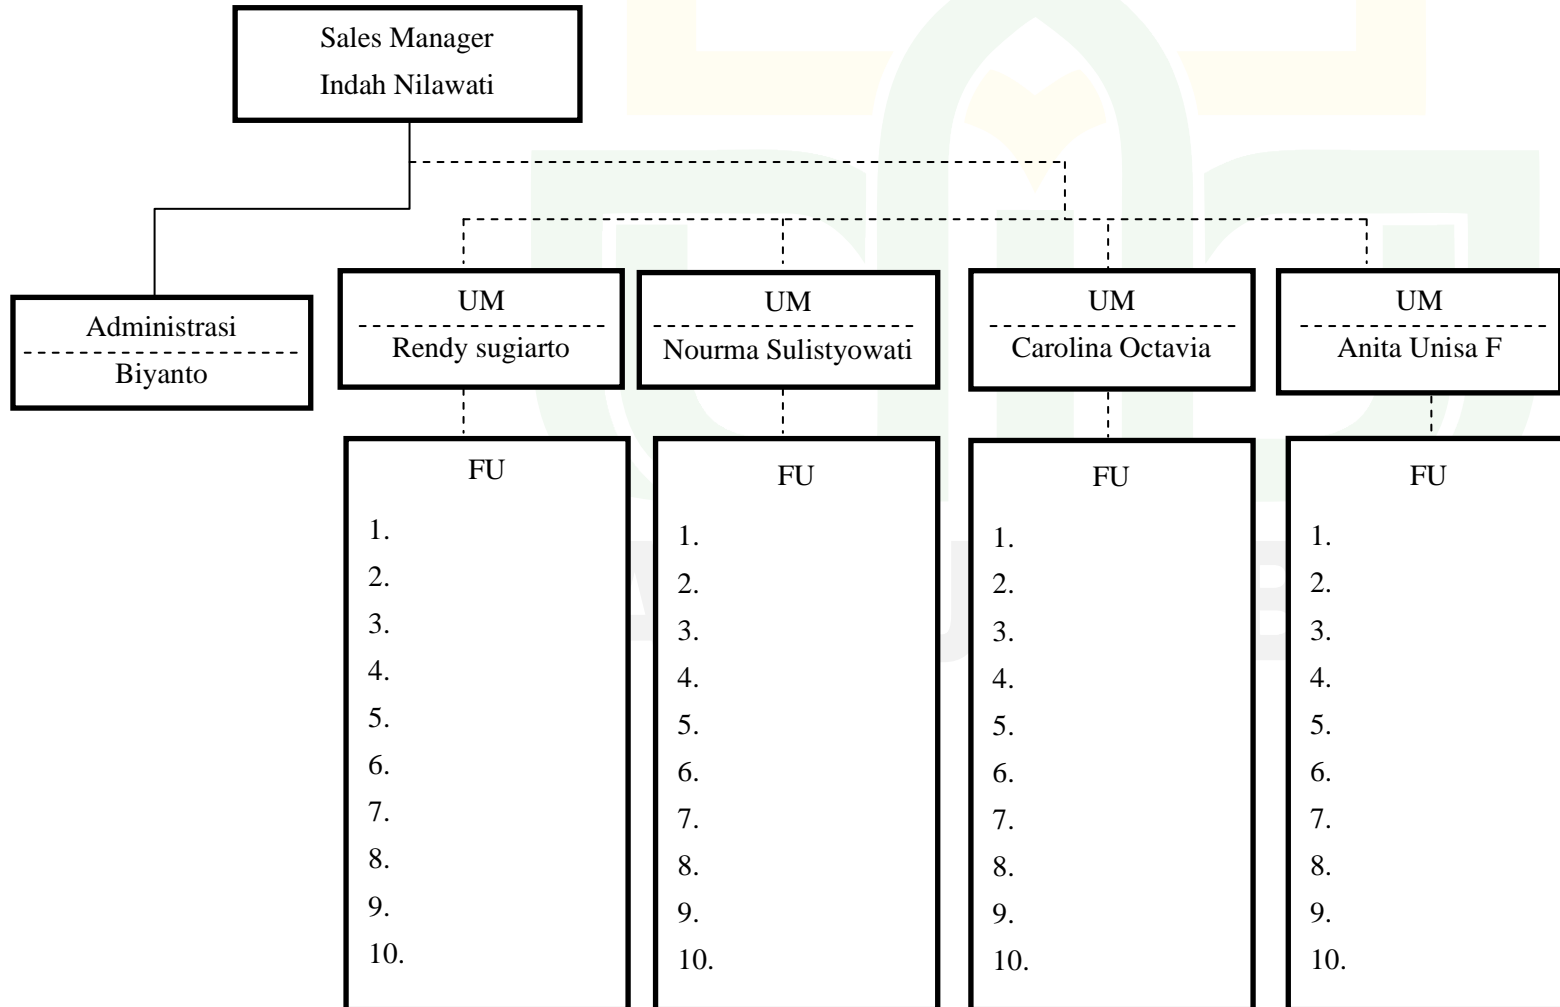 Sales Manager
Indah Nilawati
Administrasi
Biyanto
UM
Rendy sugiarto
UM
Nourma Sulistyowati
UM
Carolina Octavia
UM
Anita Unisa F
FU
1.
2.
3.
4.
5.
6.
7.
8.
9.
10.
FU
1.
2.
3.
4.
5.
6.
7.
8.
9.
10.
FU
1.
2.
3.
4.
5.
6.
7.
8.
9.
10.
FU
1.
2.
3.
4.
5.
6.
7.
8.
9.
10.